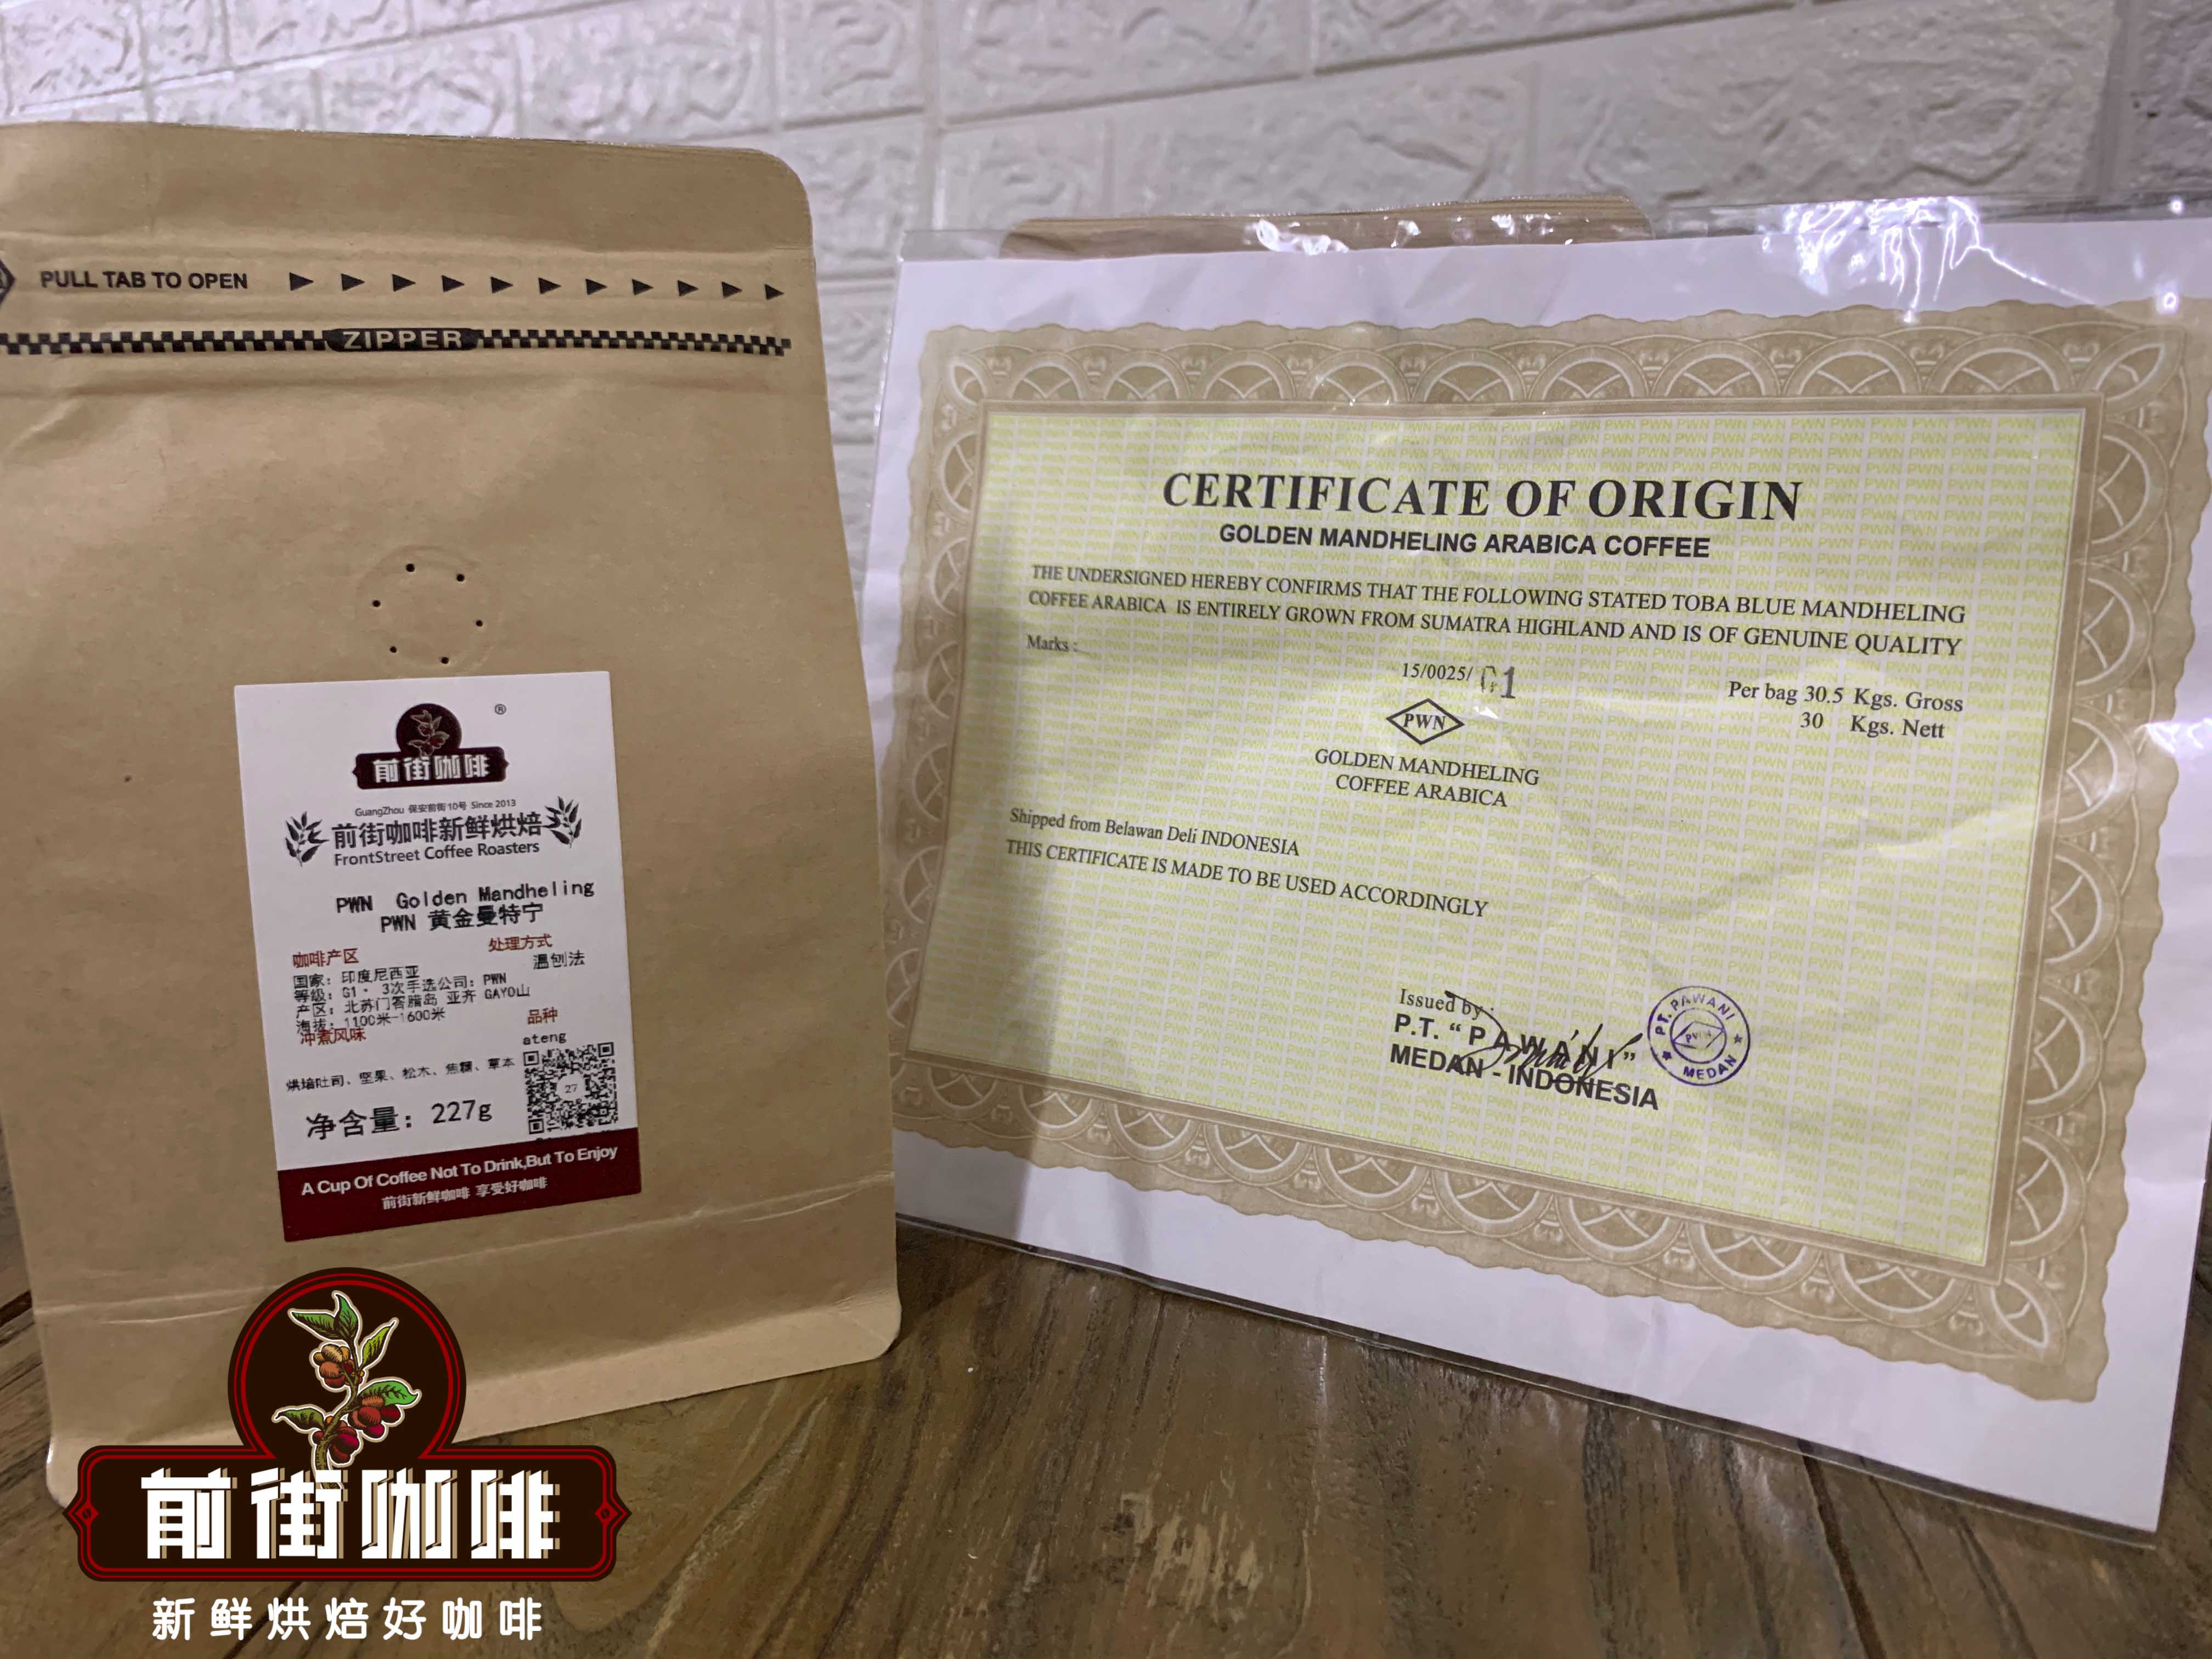 PULL TAB TO OPEN
ZIPPER
®
前街咖啡
GuangZhou 保安前街10号 Since 2013
前街咖啡新鲜烘焙
FrontStreet Coffee Roasters
PWN Golden Mandheling
PWN 黄金曼特宁
咖啡产区
国家：印度尼西亚
等级：G1 · 3次手选公司：PWN
产区：北苏门答腊岛 亚齐 GAYO山
海拔：1100米-1600米
处理方式
湿刨法
品种
ateng
冲煮风味
烘焙吐司、坚果、松木、焦糖、草本
27
净含量：227g
A Cup Of Coffee Not To Drink,But To Enjoy
前街新鲜咖啡 享受好咖啡
CERTIFICATE OF ORIGIN
GOLDEN MANDHELING ARABICA COFFEE
THE UNDERSIGNED HEREBY CONFIRMS THAT THE FOLLOWING STATED TOBA BLUE MANDHELING
COFFEE ARABICA IS ENTIRELY GROWN FROM SUMATRA HIGHLAND AND IS OF GENUINE QUALITY
Marks :
15/0025/ 01
PWN
Per bag 30.5 Kgs. Gross
30 Kgs. Nett
GOLDEN MANDHELING
COFFEE ARABICA
Shipped from Belawan Deli INDONESIA
THIS CERTIFICATE IS MADE TO BE USED ACCORDINGLY
Issued by :
P.T. “PAWANI”
MEDAN - INDONESIA
PT. PAWANI
PWN
MEDAN
前街咖啡
新鲜烘焙好咖啡